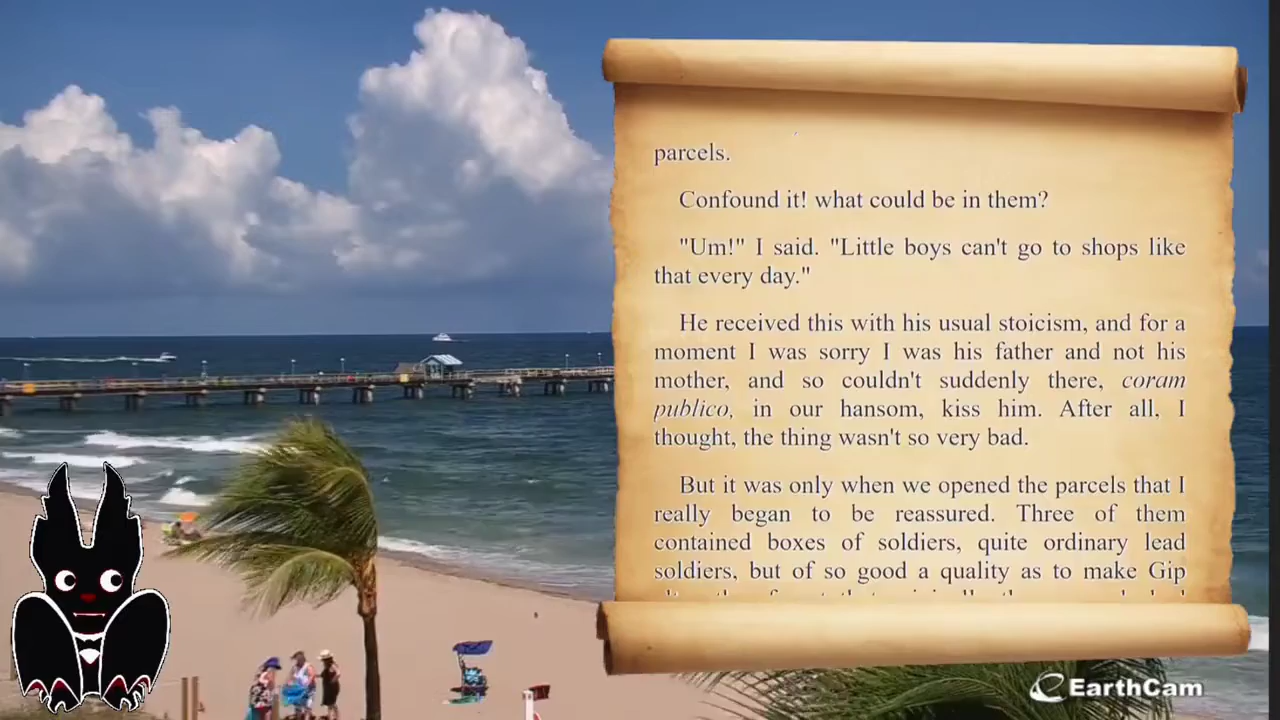 parcels.
Confound it! what could be in them?
"Um!" I said. "Little boys can't go to shops like
that every day."
He received this with his usual stoicism, and for a
moment I was sorry I was his father and not his
mother, and so couldn't suddenly there, coram
publico, in our hansom, kiss him. After all, I
thought, the thing wasn't so very bad.
But it was only when we opened the parcels that I
really began to be reassured. Three of them
contained boxes of soldiers, quite ordinary lead
soldiers, but of so good a quality as to make Gip
EarthCam